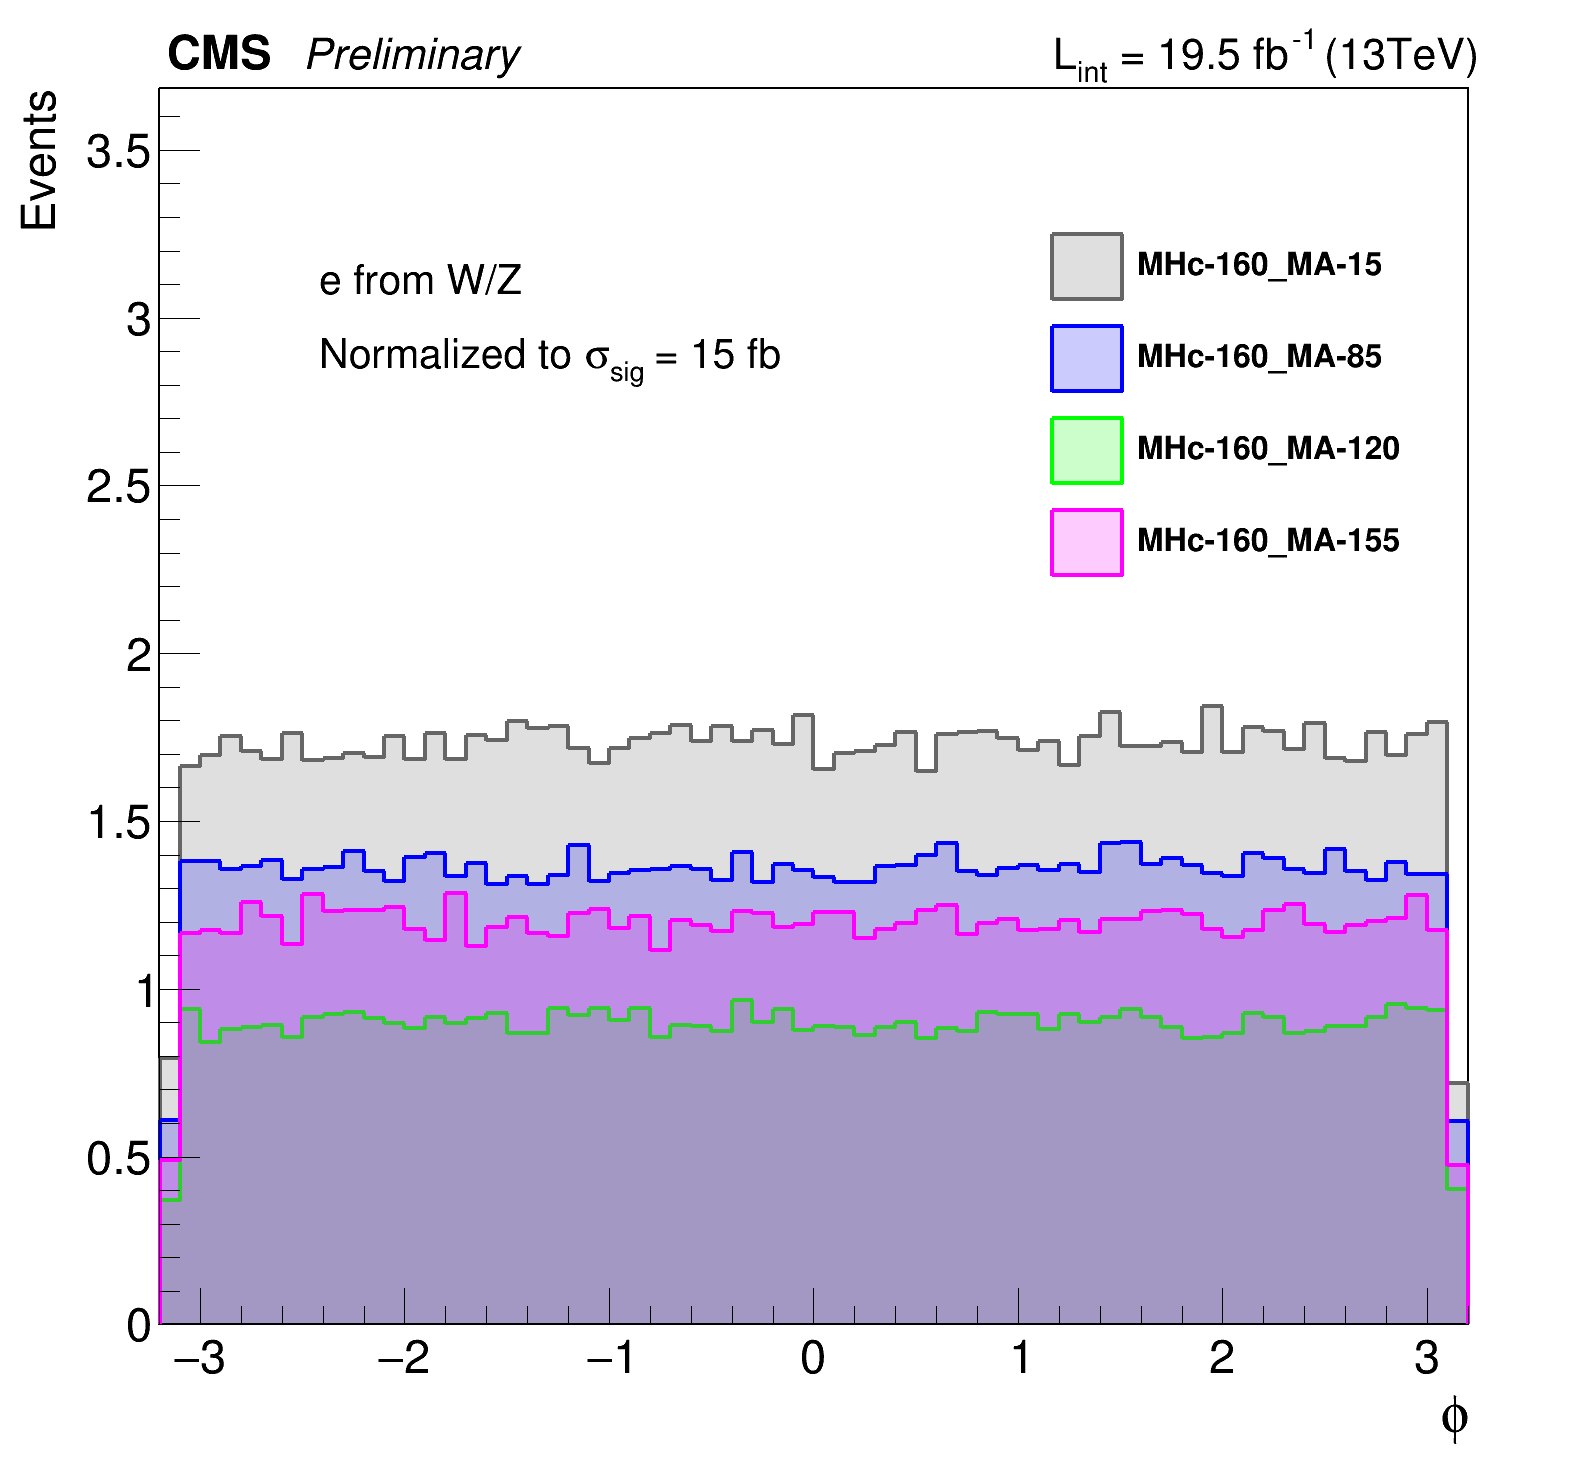 CMS Preliminary
L_int = 19.5 fb^-1 (13TeV)
Events
3.5
3
2.5
2
1.5
1
0.5
0
e from W/Z
Normalized to σ_sig = 15 fb
MHc-160_MA-15
MHc-160_MA-85
MHc-160_MA-120
MHc-160_MA-155
−3 −2 −1 0 1 2 3
ϕ